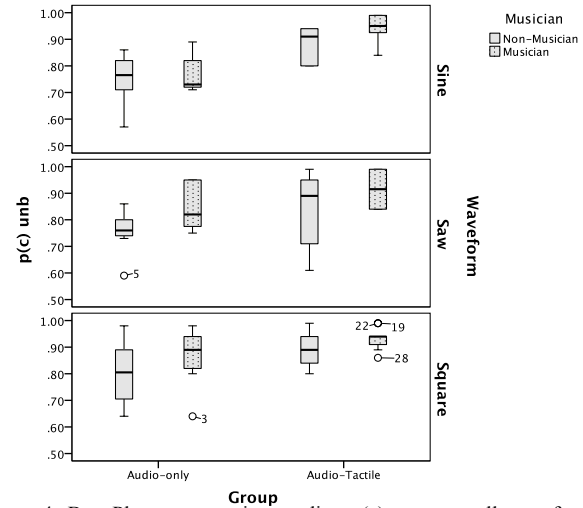 Musician
Non-Musician
Musician
1.00
.90
.80
.70
.60
.50
Sine
1.00
.90
.80
.70
.60
.50
5
Saw
1.00
.90
.80
.70
.60
.50
3
22
19
28
Square
p(c) unb
Waveform
Audio-only
Audio-Tactile
Group